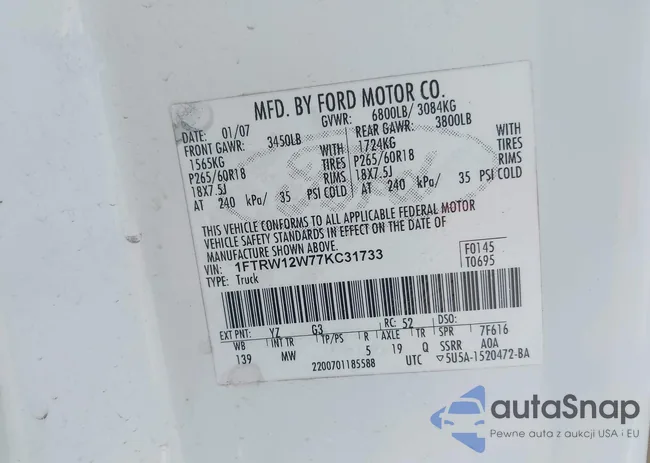 MFD. BY FORD MOTOR CO.
DATE: 01/07 GVWR: 6800LB/ 3084KG
FRONT GAWR: 3450LB REAR GAWR: 3800LB
1565KG WITH 1724KG WITH
P265/60R18 TIRES P265/60R18 TIRES
18X7.5J RIMS 18X7.5J RIMS
AT 240 kPa/ 35 PSI COLD AT 240 kPa/ 35 PSI COLD
Ford
THIS VEHICLE CONFORMS TO ALL APPLICABLE FEDERAL MOTOR
VEHICLE SAFETY STANDARDS IN EFFECT ON THE DATE OF
MANUFACTURE SHOWN ABOVE.
VIN: 1FTRW12W77KC31733 F0145
TYPE: Truck T0695
EXT PNT: YZ G3 RC: 52 DSO:
WB INT TR TP/PS R AXLE TR SPR 7F616
139 MW 5 19 Q SSRR AOA
2200701185588 UTC ▽5U5A-1520472-BA
autaSnap
Pewne auta z aukcji USA i EU